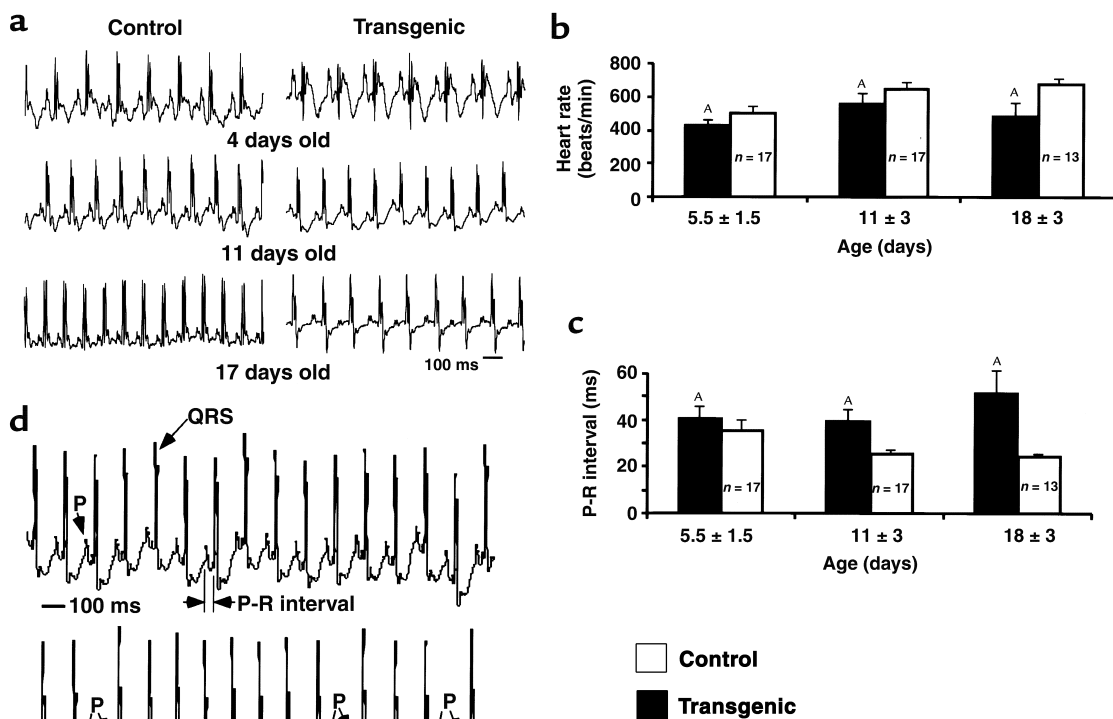 a
Control Transgenic
4 days old
11 days old
100 ms
17 days old
b
Heart rate
(beats/min)
800
600
400
200
0
A
A
A
n = 17
n = 17
n = 13
5.5 ± 1.5 11 ± 3 18 ± 3
Age (days)
c
P-R interval (ms)
60
40
20
0
A
A
A
n = 17
n = 17
n = 13
5.5 ± 1.5 11 ± 3 18 ± 3
Age (days)
d
QRS
P
100 ms
P-R interval
P P P
Control
Transgenic